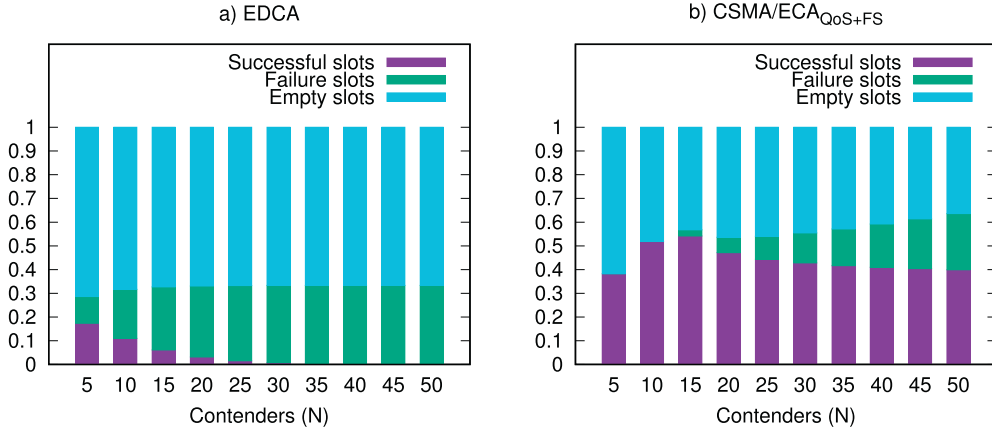 a) EDCA
Successful slots
Failure slots
Empty slots
1
0.9
0.8
0.7
0.6
0.5
0.4
0.3
0.2
0.1
0
5 10 15 20 25 30 35 40 45 50
Contenders (N)
b) CSMA/ECA QoS+FS
Successful slots
Failure slots
Empty slots
1
0.9
0.8
0.7
0.6
0.5
0.4
0.3
0.2
0.1
0
5 10 15 20 25 30 35 40 45 50
Contenders (N)